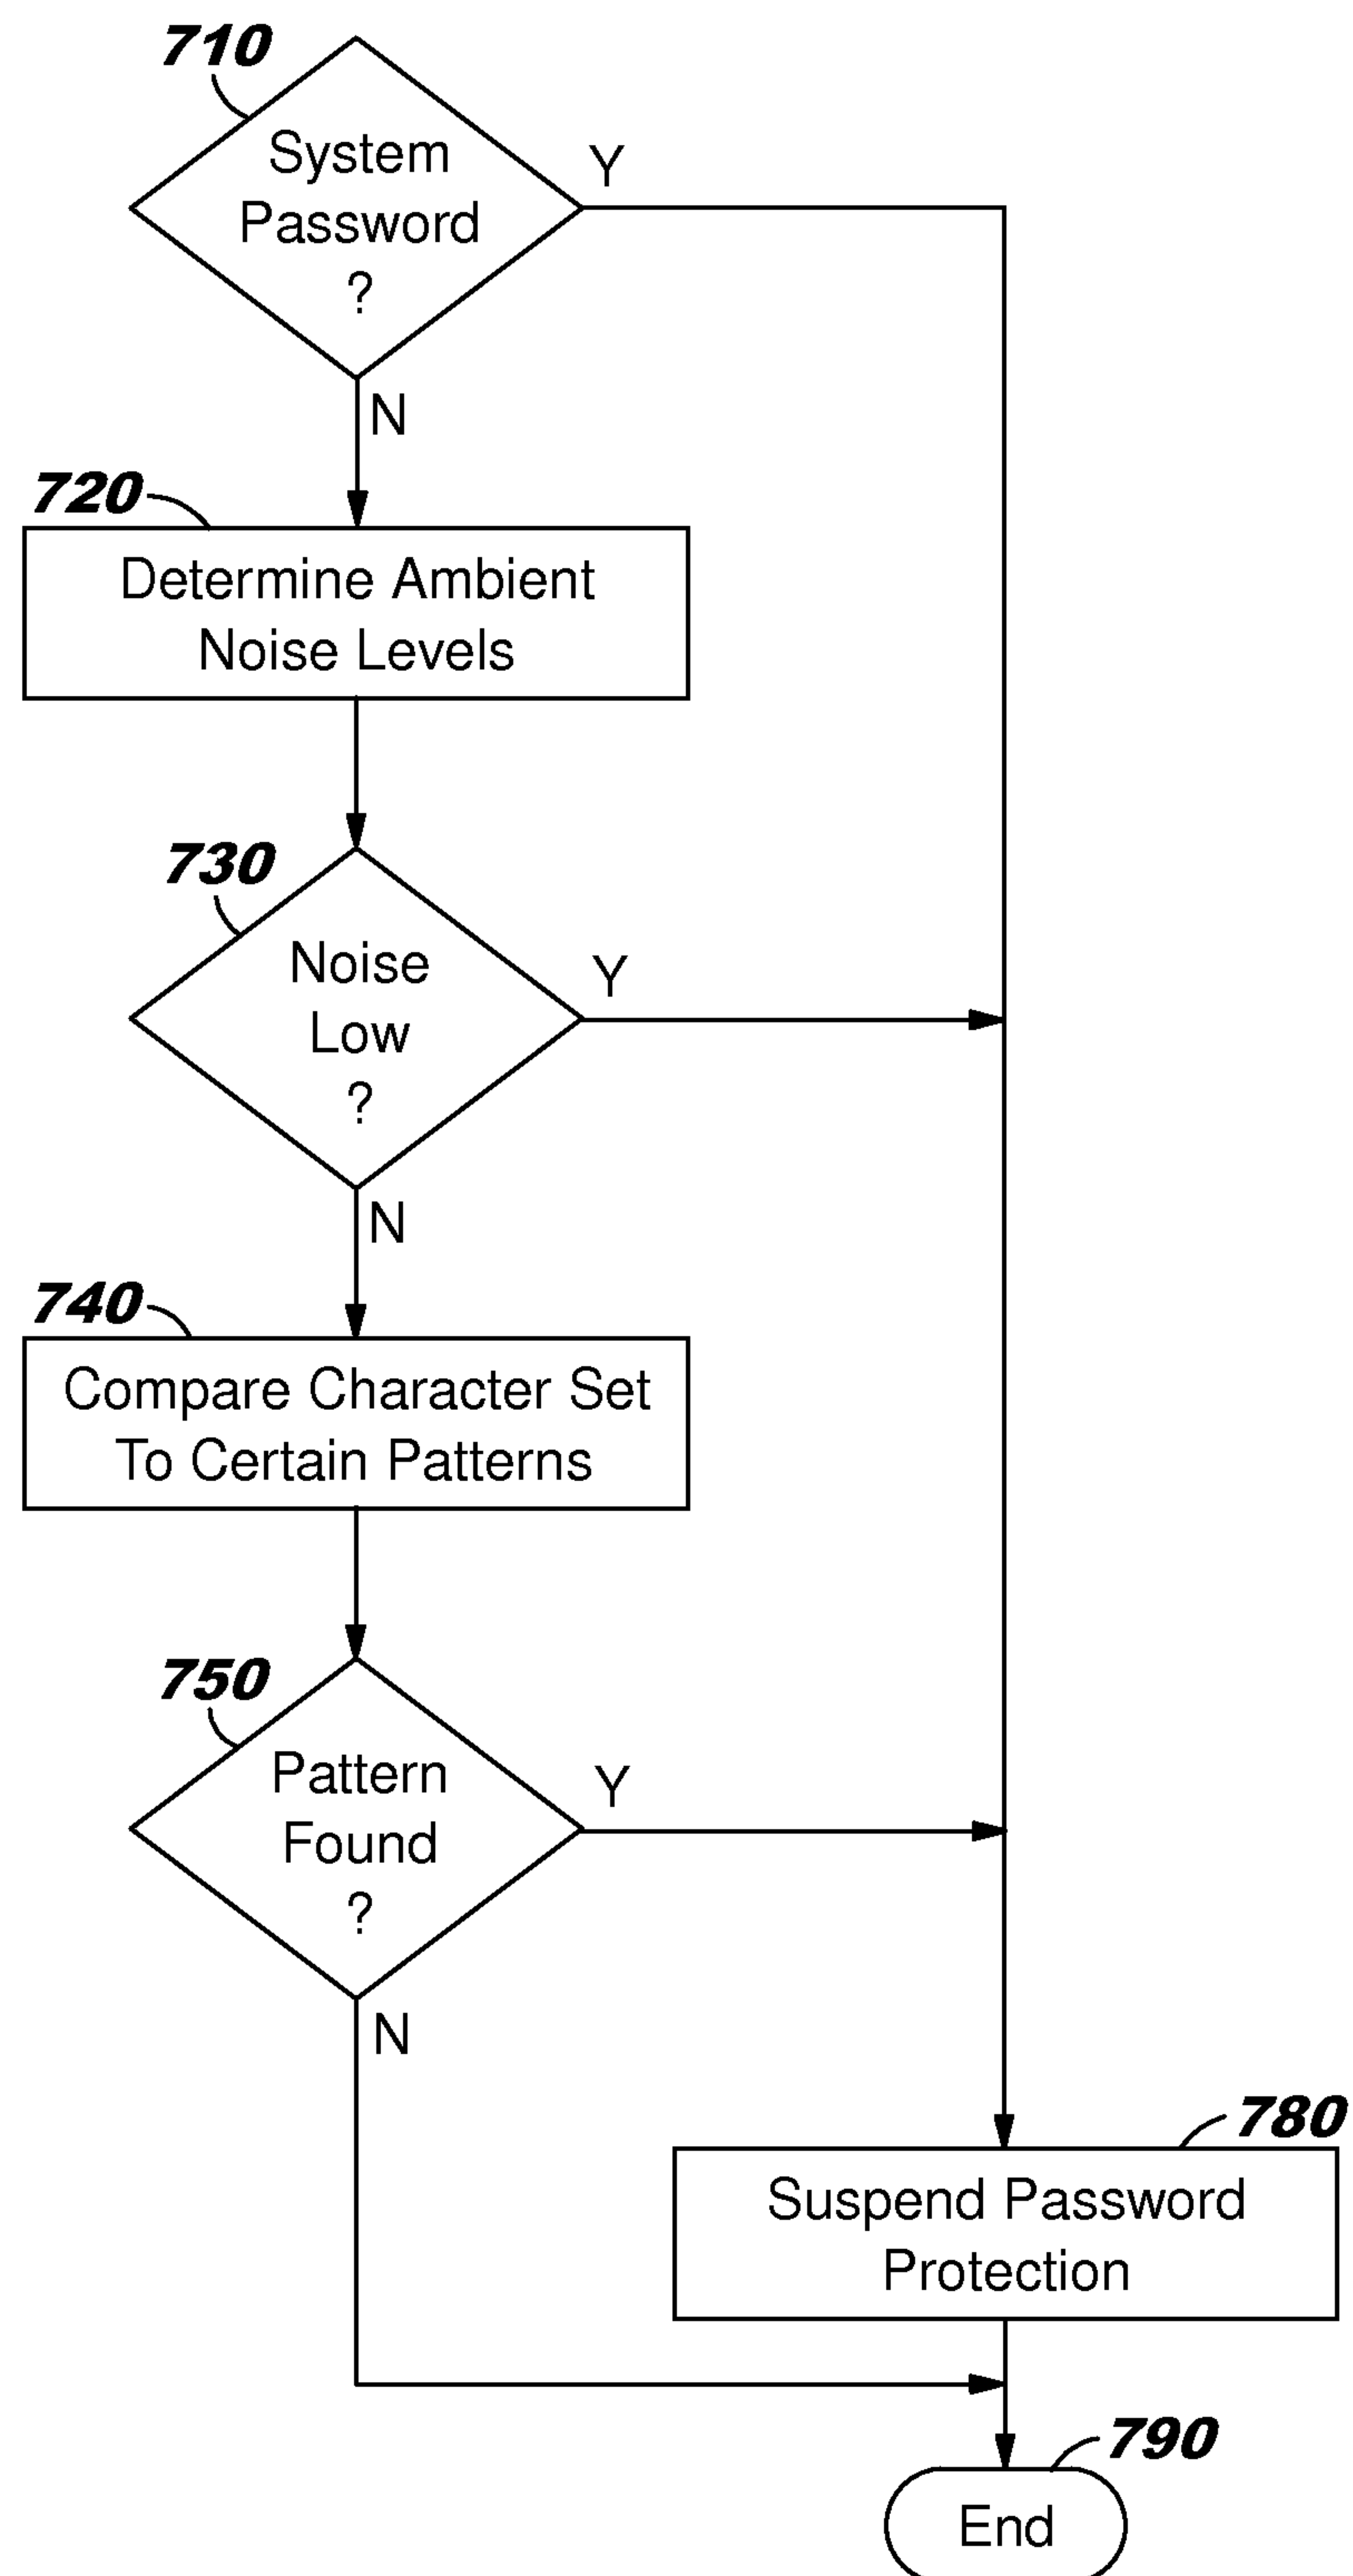 710
System
Password
?
Y
N
720
Determine Ambient
Noise Levels
730
Noise
Low
?
Y
N
740
Compare Character Set
To Certain Patterns
750
Pattern
Found
?
Y
N
780
Suspend Password
Protection
790
End